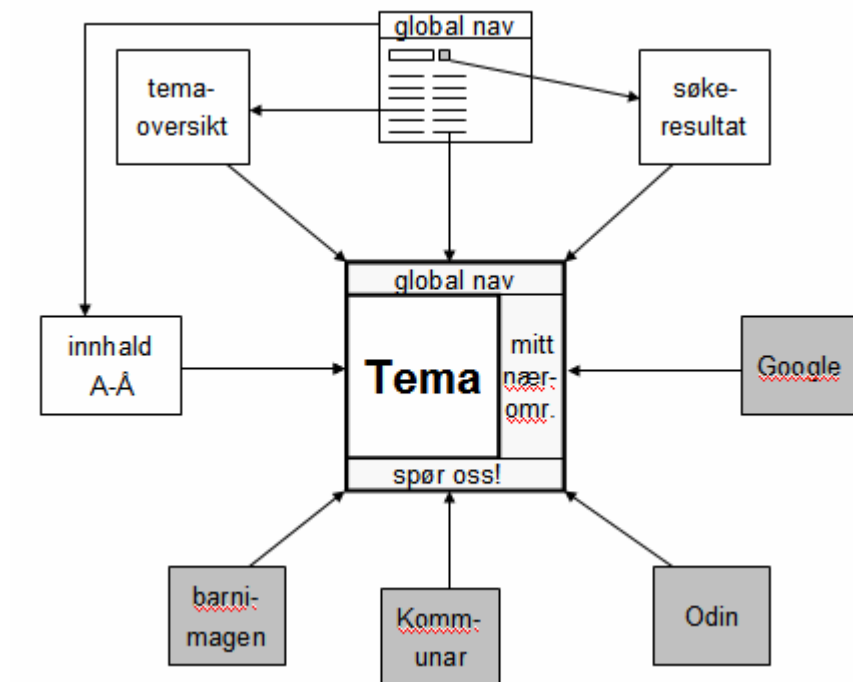 global nav
tema-
oversikt
søke-
resultat
global nav
innhald
A-Å
Tema
mitt
nær-
omr.
Google
spør oss!
barni-
magen
Komm-
unar
Odin